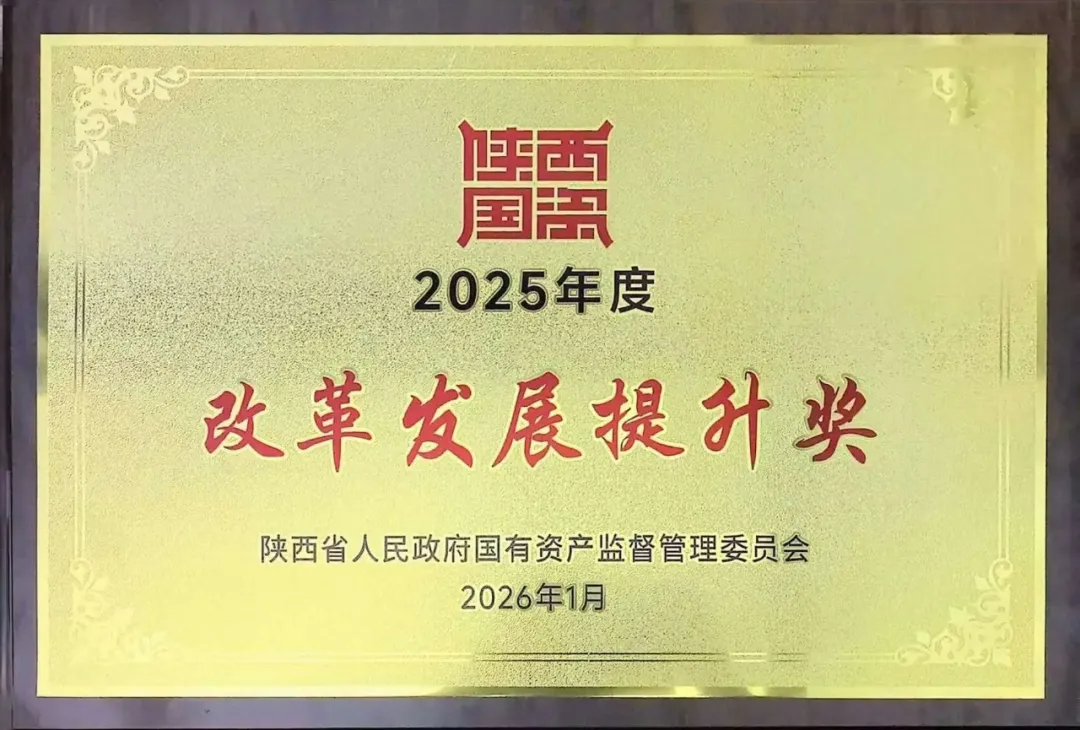 陕西
国资
2025年度
改革发展提升奖
陕西省人民政府国有资产监督管理委员会
2026年1月